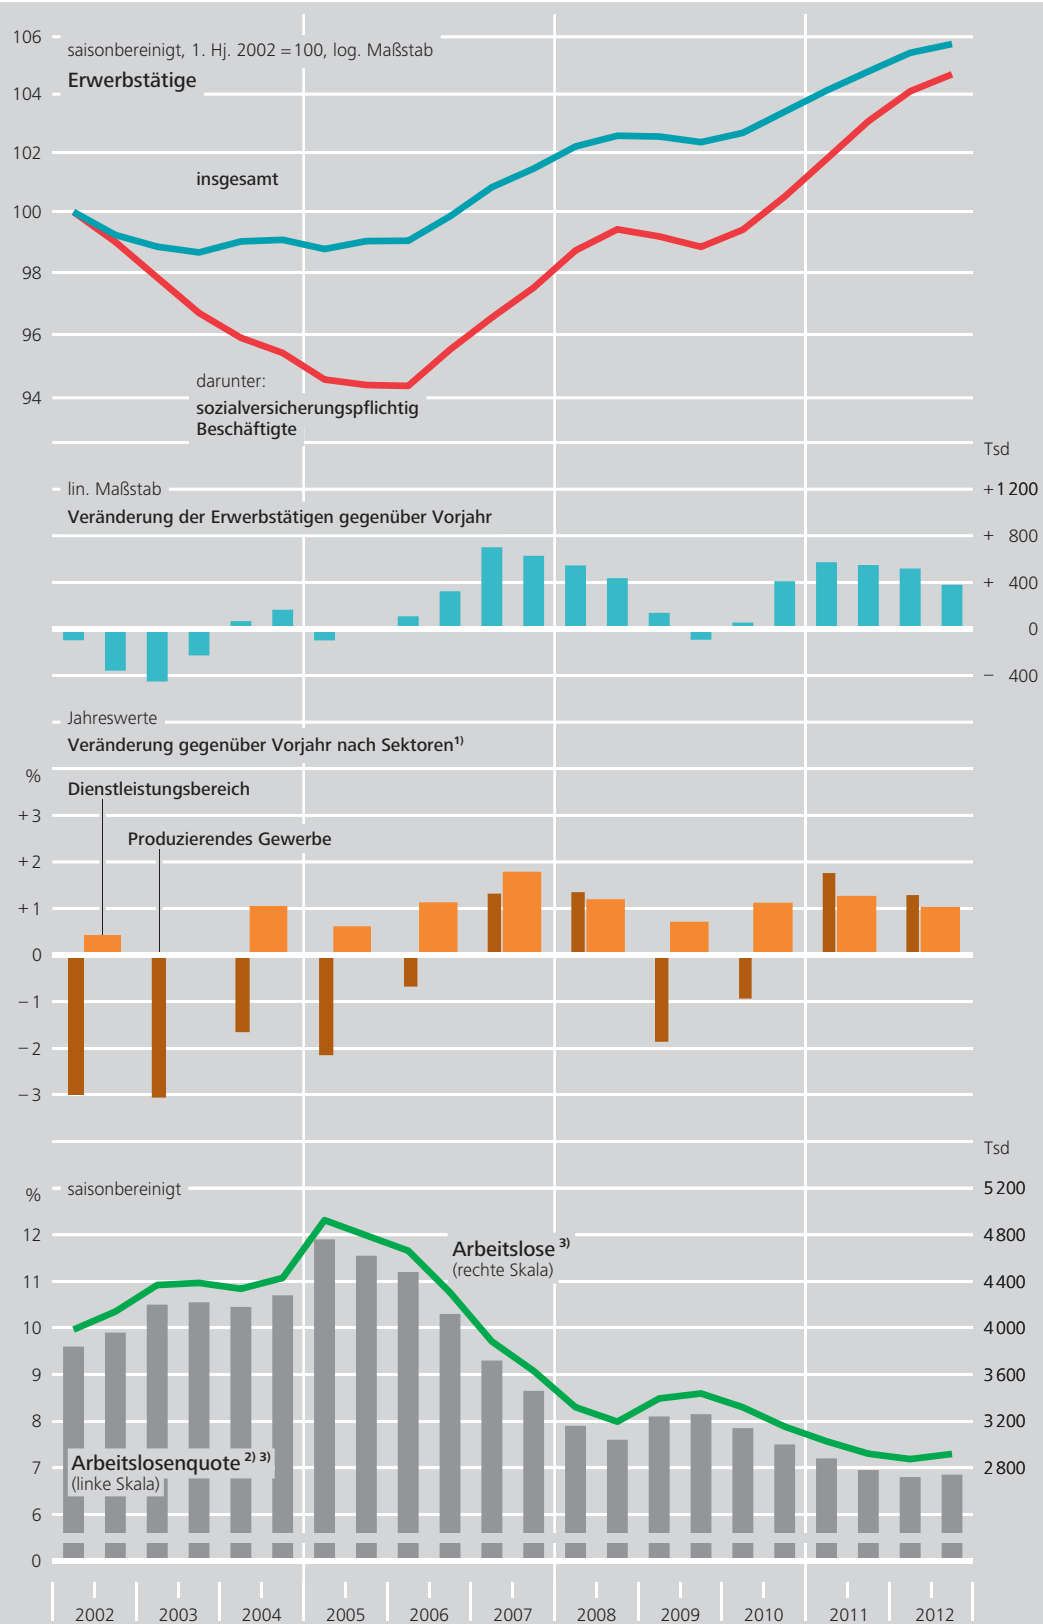 106
saisonbereinigt, 1. Hj. 2002 = 100, log. Maßstab
Erwerbstätige
104
102
insgesamt
100
98
96
darunter:
94
sozialversicherungspflichtig
Beschäftigte
Tsd
lin. Maßstab
+ 1 200
Veränderung der Erwerbstätigen gegenüber Vorjahr
+ 800
+ 400
0
− 400
Jahreswerte
Veränderung gegenüber Vorjahr nach Sektoren 1)
%
Dienstleistungsbereich
+ 3
Produzierendes Gewerbe
+ 2
+ 1
0
− 1
− 2
− 3
Tsd
% saisonbereinigt
5 200
12
4 800
Arbeitslose 3)
(rechte Skala)
11
4 400
10
4 000
9
3 600
8
3 200
Arbeitslosenquote 2) 3)
7
2 800
(linke Skala)
6
0
2002 2003 2004 2005 2006 2007 2008 2009 2010 2011 2012